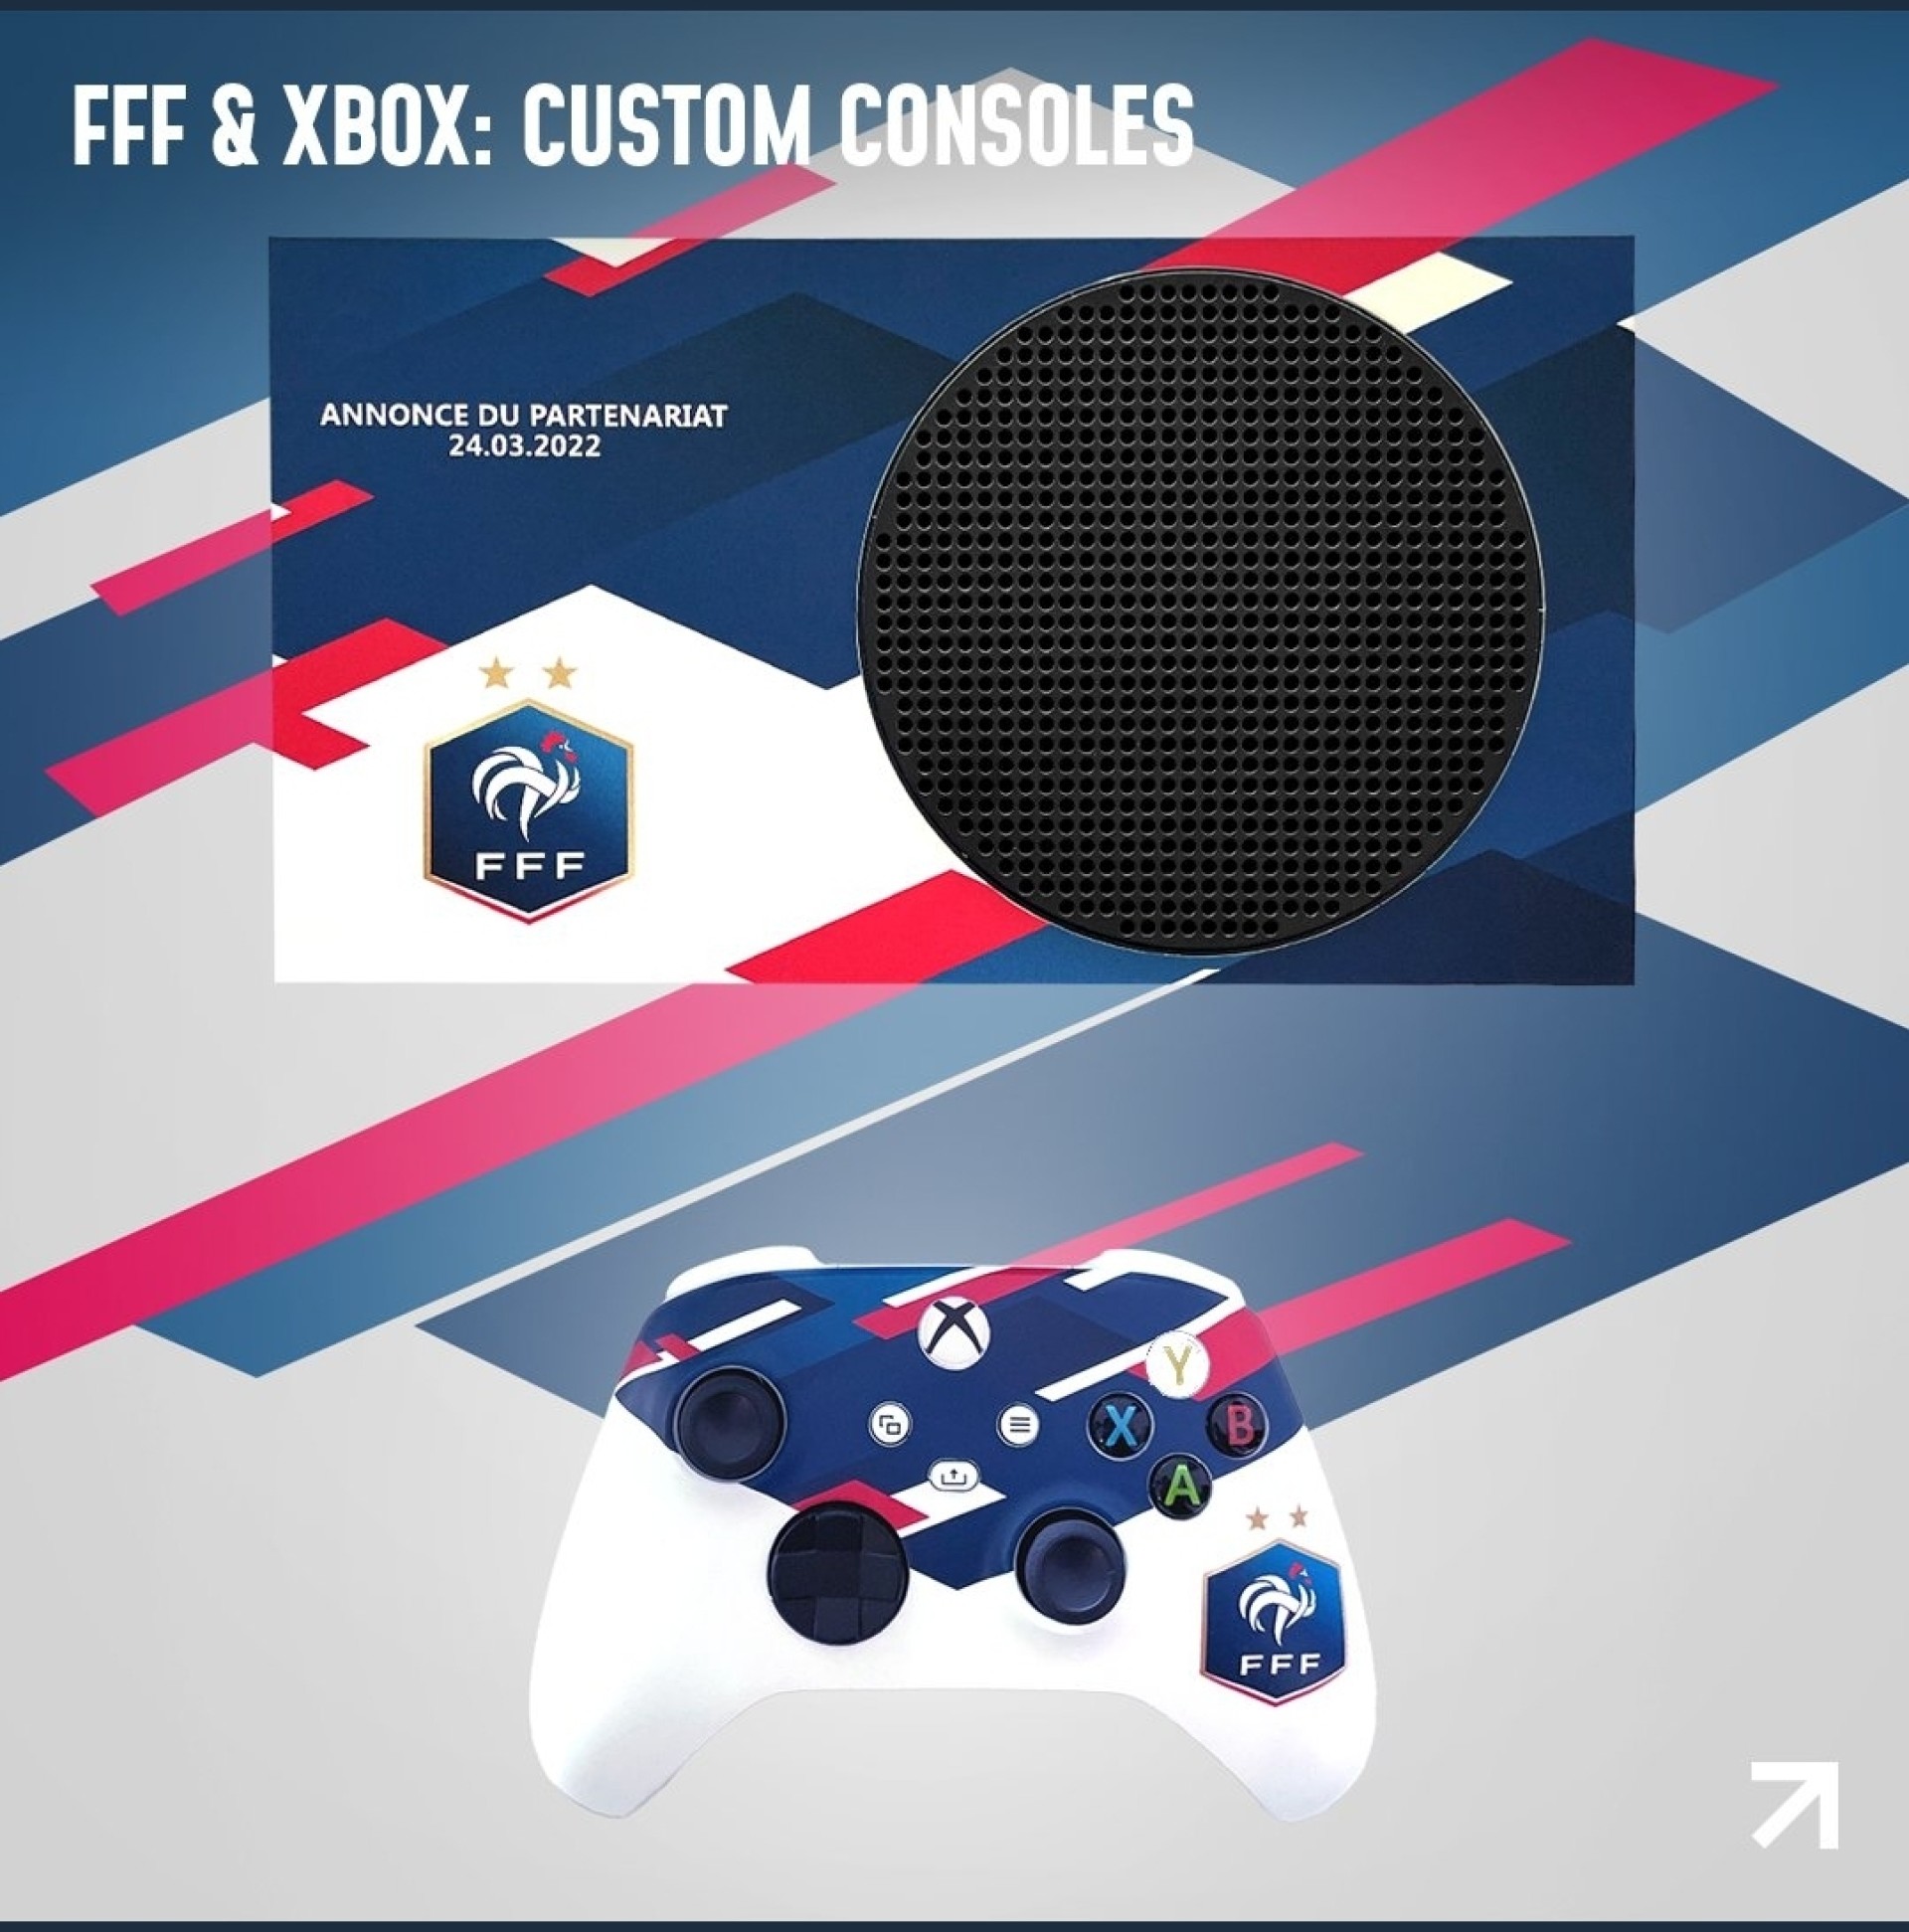 FFF & XBOX: CUSTOM CONSOLES
ANNONCE DU PARTENARIAT
24.03.2022
FFF
Y
X B
A
FFF